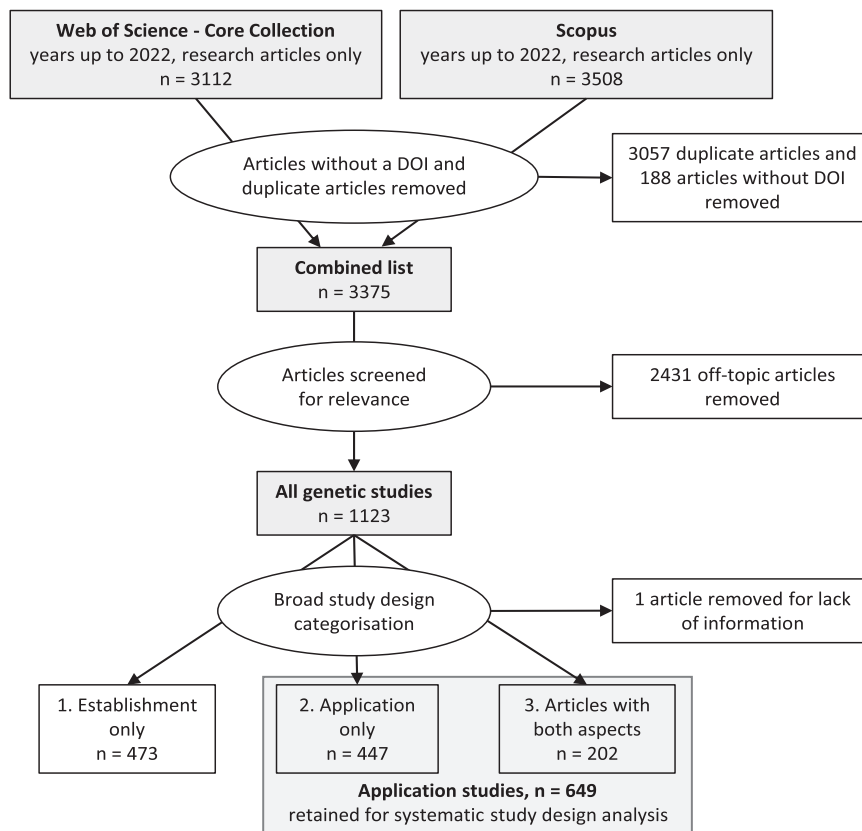 Web of Science - Core Collection
years up to 2022, research articles only
n = 3112
Scopus
years up to 2022, research articles only
n = 3508
Articles without a DOI and
duplicate articles removed
3057 duplicate articles and
188 articles without DOI
removed
Combined list
n = 3375
Articles screened
for relevance
2431 off-topic articles
removed
All genetic studies
n = 1123
Broad study design
categorisation
1 article removed for lack
of information
1. Establishment
only
n = 473
2. Application
only
n = 447
3. Articles with
both aspects
n = 202
Application studies, n = 649
retained for systematic study design analysis